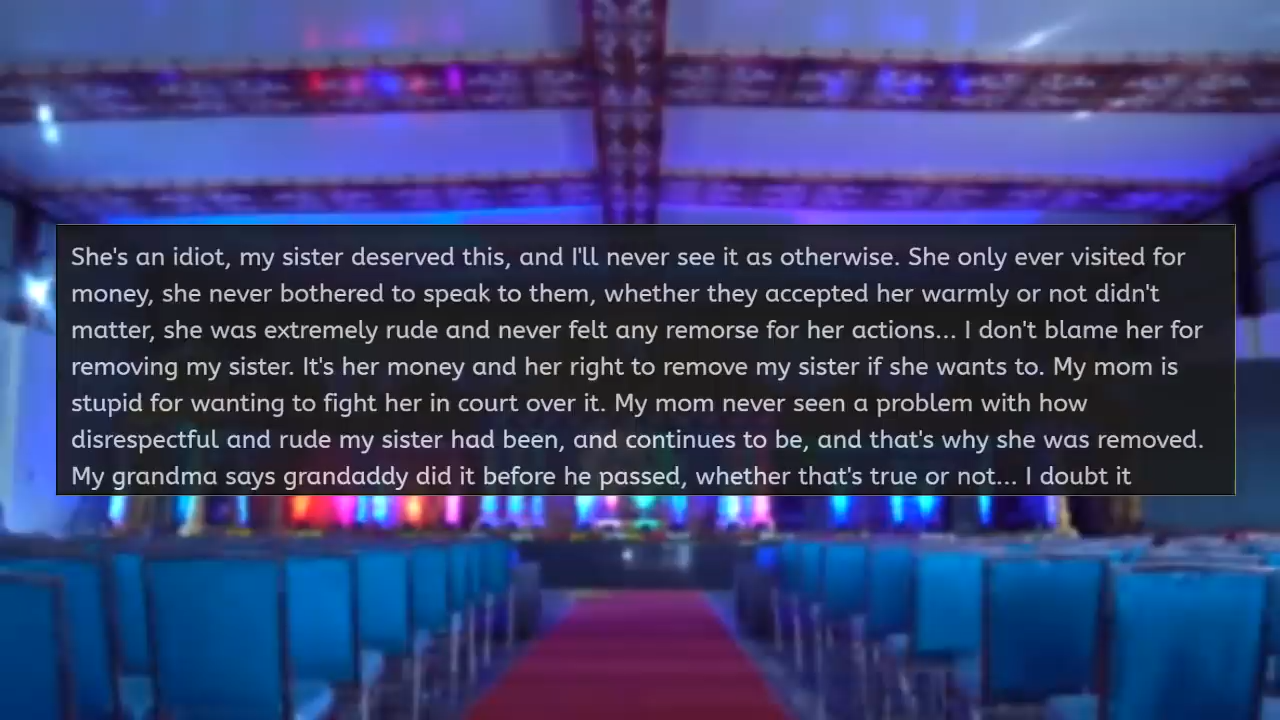 She's an idiot, my sister deserved this, and I'll never see it as otherwise. She only ever visited for
money, she never bothered to speak to them, whether they accepted her warmly or not didn't
matter, she was extremely rude and never felt any remorse for her actions... I don't blame her for
removing my sister. It's her money and her right to remove my sister if she wants to. My mom is
stupid for wanting to fight her in court over it. My mom never seen a problem with how
disrespectful and rude my sister had been, and continues to be, and that's why she was removed.
My grandma says grandaddy did it before he passed, whether that's true or not... I doubt it